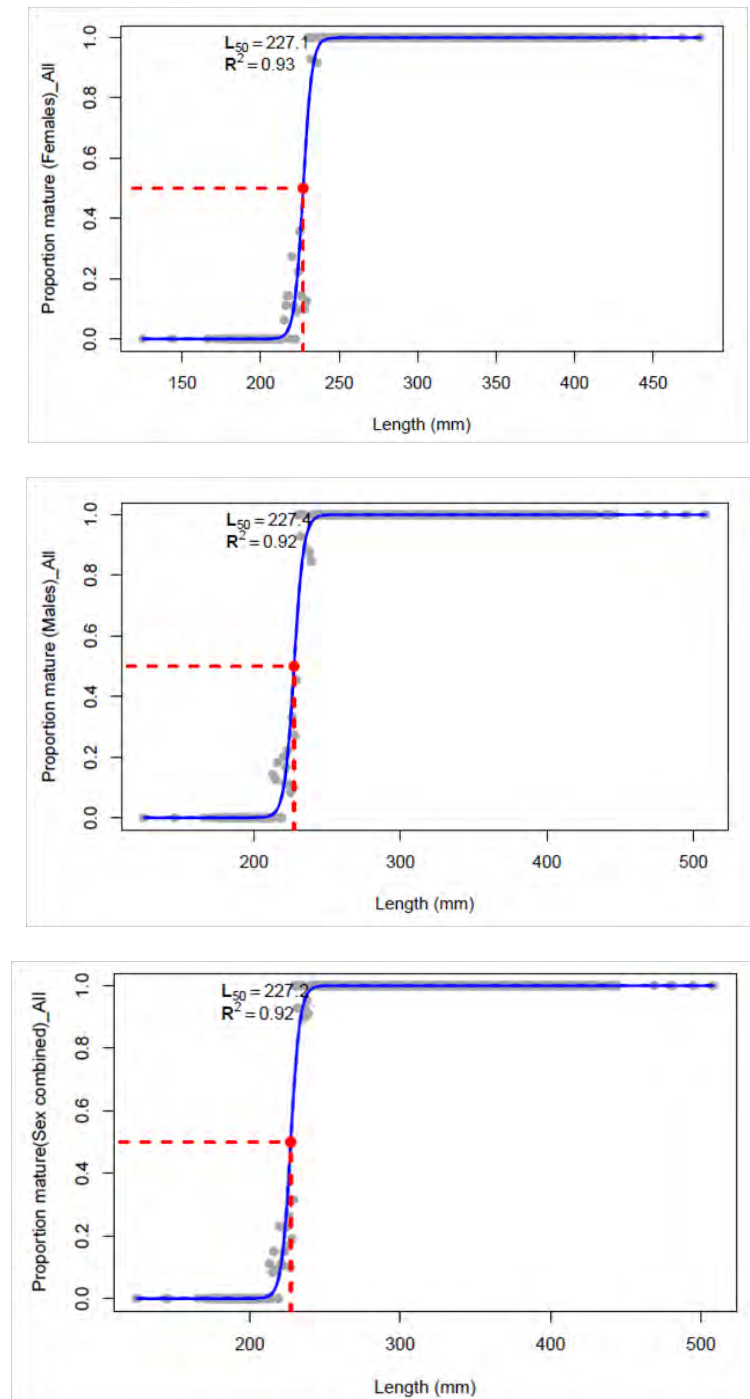 L50 = 227.1
R2 = 0.93
Proportion mature (Females)_All
0.0 0.2 0.4 0.6 0.8 1.0
150 200 250 300 350 400 450
Length (mm)
L50 = 227.4
R2 = 0.92
Proportion mature (Males)_All
0.0 0.2 0.4 0.6 0.8 1.0
200 300 400 500
Length (mm)
L50 = 227.2
R2 = 0.92
Proportion mature(Sex combined)_All
0.0 0.2 0.4 0.6 0.8 1.0
200 300 400 500
Length (mm)